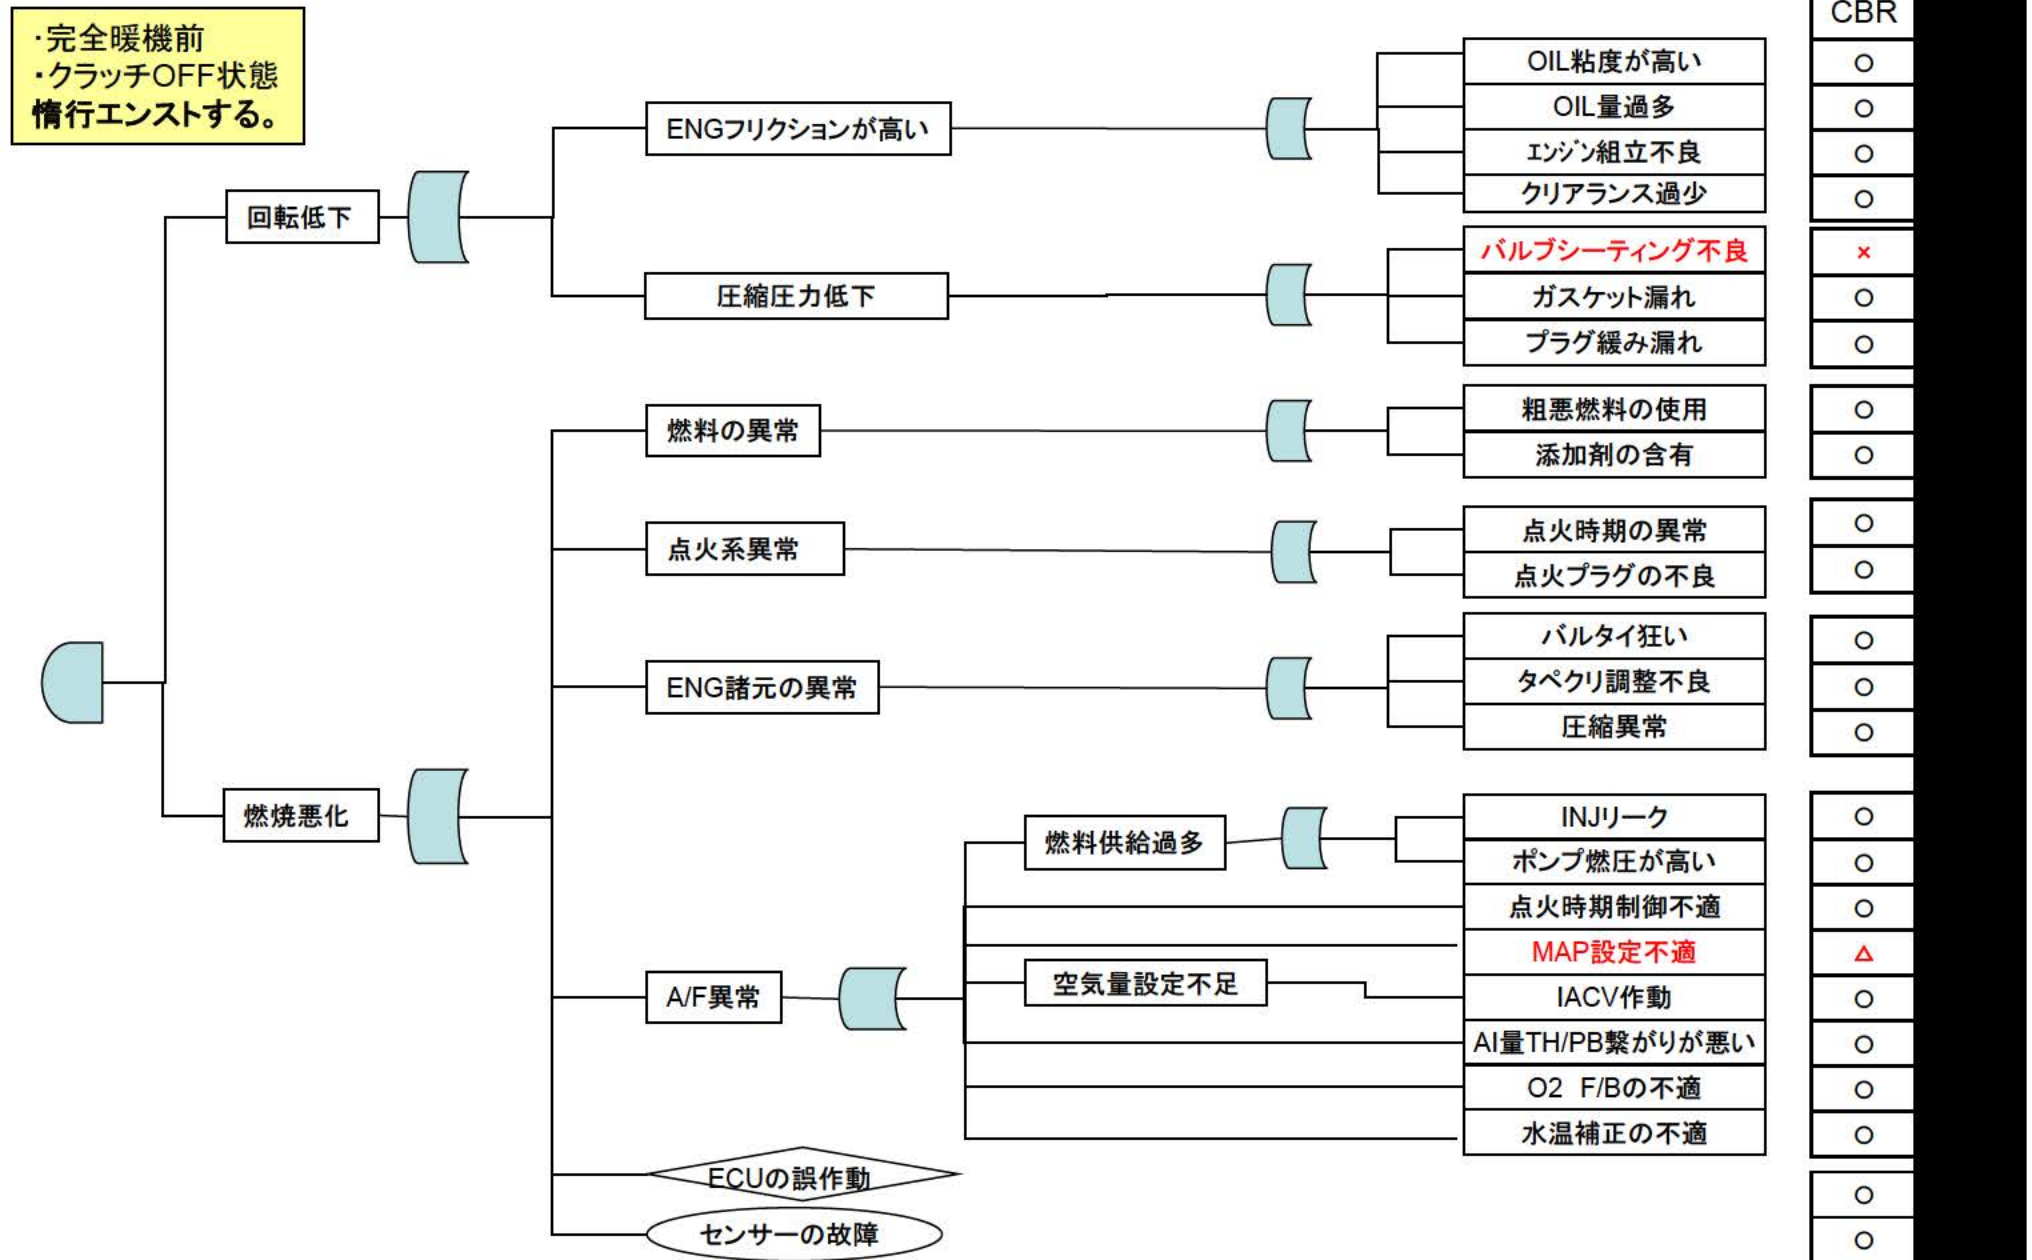 ・完全暖機前
・クラッチOFF状態
惰行エンストする。
CBR
回転低下
ENGフリクションが高い
OIL粘度が高い
○
OIL量過多
○
エンジン組立不良
○
クリアランス過少
○
圧縮圧力低下
バルブシーティング不良
×
ガスケット漏れ
○
プラグ緩み漏れ
○
燃焼悪化
燃料の異常
粗悪燃料の使用
○
添加剤の含有
○
点火系異常
点火時期の異常
○
点火プラグの不良
○
ENG諸元の異常
バルタイ狂い
○
タペクリ調整不良
○
圧縮異常
○
A/F異常
燃料供給過多
INJリーク
○
ポンプ燃圧が高い
○
点火時期制御不適
○
MAP設定不適
△
空気量設定不足
IACV作動
○
AI量TH/PB繋がりが悪い
○
O2 F/Bの不適
○
水温補正の不適
○
ECUの誤作動
○
センサーの故障
○